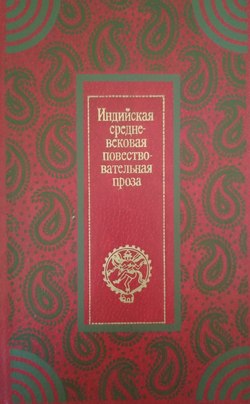 Индийская
средне-
вековая
повество-
вательная
проза